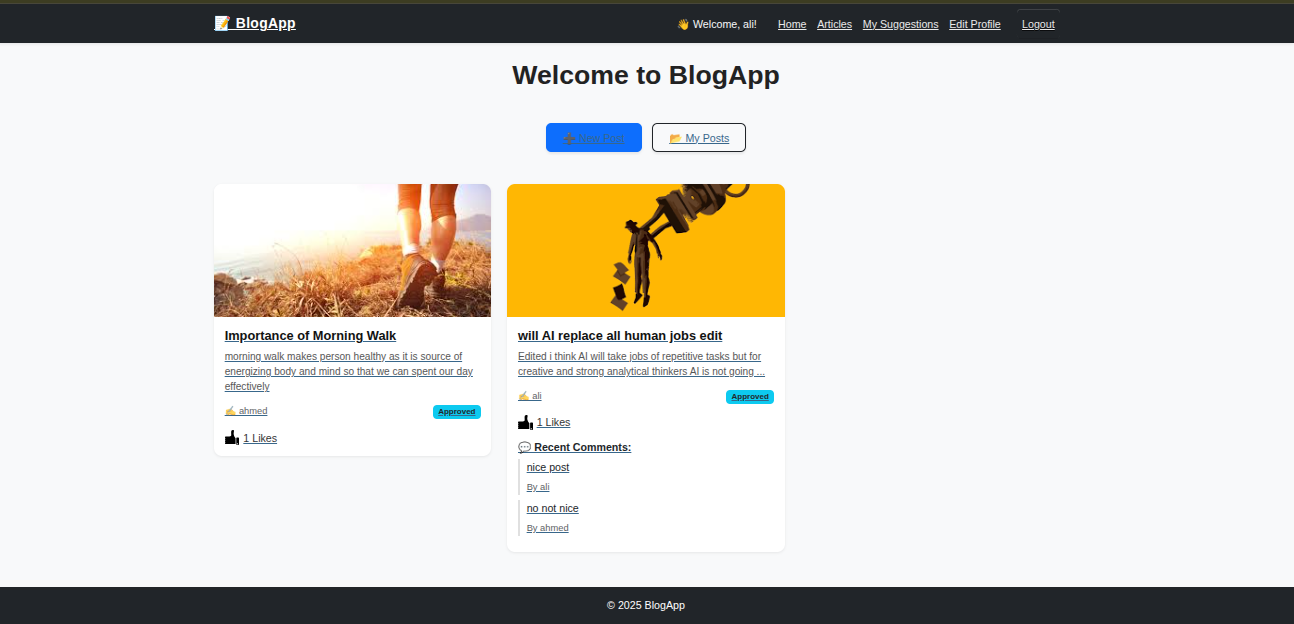 📝 BlogApp
👋 Welcome, ali! Home Articles My Suggestions Edit Profile Logout
Welcome to BlogApp
➕ New Post 📂 My Posts
Importance of Morning Walk
morning walk makes person healthy as it is source of
energizing body and mind so that we can spent our day
effectively
✍️ ahmed Approved
1 Likes
will AI replace all human jobs edit
Edited i think AI will take jobs of repetitive tasks but for
creative and strong analytical thinkers AI is not going ...
✍️ ali Approved
1 Likes
💬 Recent Comments:
nice post
By ali
no not nice
By ahmed
© 2025 BlogApp